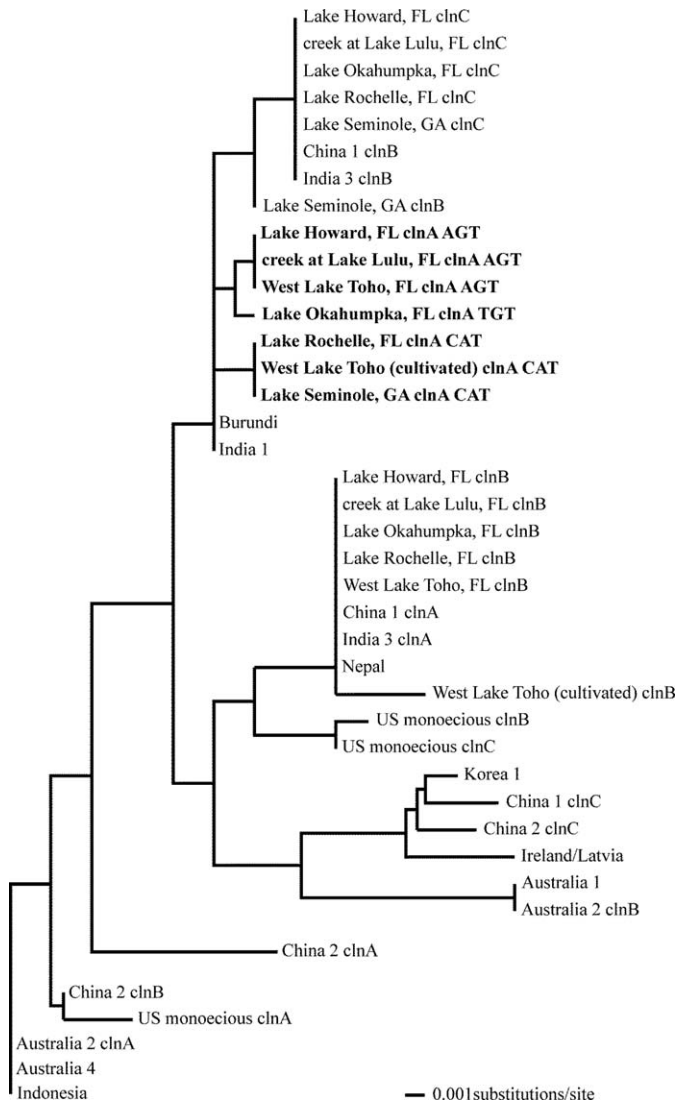 Lake Howard, FL clnC
creek at Lake Lulu, FL clnC
Lake Okahumpka, FL clnC
Lake Rochelle, FL clnC
Lake Seminole, GA clnC
China 1 clnB
India 3 clnB
Lake Seminole, GA clnB
Lake Howard, FL clnA AGT
creek at Lake Lulu, FL clnA AGT
West Lake Toho, FL clnA AGT
Lake Okahumpka, FL clnA TGT
Lake Rochelle, FL clnA CAT
West Lake Toho (cultivated) clnA CAT
Lake Seminole, GA clnA CAT
Burundi
India 1
Lake Howard, FL clnB
creek at Lake Lulu, FL clnB
Lake Okahumpka, FL clnB
Lake Rochelle, FL clnB
West Lake Toho, FL clnB
China 1 clnA
India 3 clnA
Nepal
West Lake Toho (cultivated) clnB
US monoecious clnB
US monoecious clnC
Korea 1
China 1 clnC
China 2 clnC
Ireland/Latvia
Australia 1
Australia 2 clnB
China 2 clnA
China 2 clnB
US monoecious clnA
Australia 2 clnA
Australia 4
Indonesia
0.001substitutions/site